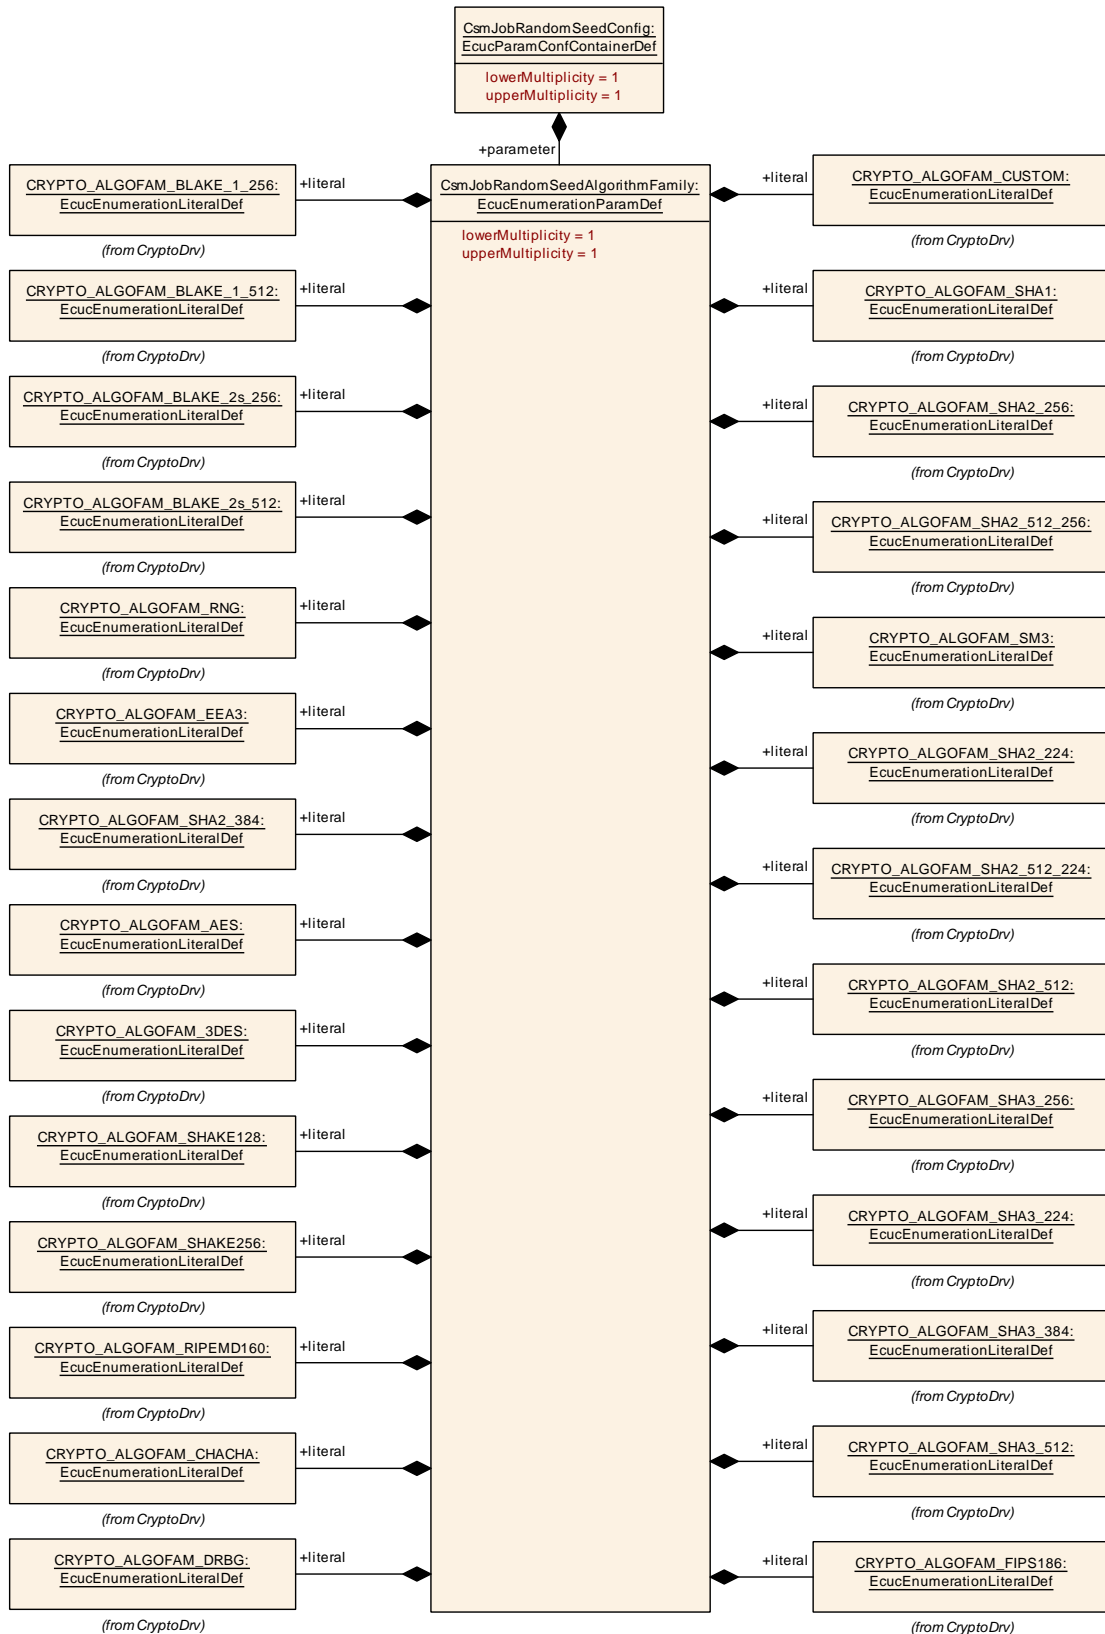 CsmJobRandomSeedConfig:
EcucParamConfContainerDef
lowerMultiplicity = 1
upperMultiplicity = 1
+parameter
CsmJobRandomSeedAlgorithmFamily:
EcucEnumerationParamDef
lowerMultiplicity = 1
upperMultiplicity = 1
CRYPTO_ALGOFAM_BLAKE_1_256:
EcucEnumerationLiteralDef
(from CryptoDrv)
+literal
CRYPTO_ALGOFAM_BLAKE_1_512:
EcucEnumerationLiteralDef
(from CryptoDrv)
+literal
CRYPTO_ALGOFAM_BLAKE_2s_256:
EcucEnumerationLiteralDef
(from CryptoDrv)
+literal
CRYPTO_ALGOFAM_BLAKE_2s_512:
EcucEnumerationLiteralDef
(from CryptoDrv)
+literal
CRYPTO_ALGOFAM_RNG:
EcucEnumerationLiteralDef
(from CryptoDrv)
+literal
CRYPTO_ALGOFAM_EEA3:
EcucEnumerationLiteralDef
(from CryptoDrv)
+literal
CRYPTO_ALGOFAM_SHA2_384:
EcucEnumerationLiteralDef
(from CryptoDrv)
+literal
CRYPTO_ALGOFAM_AES:
EcucEnumerationLiteralDef
(from CryptoDrv)
+literal
CRYPTO_ALGOFAM_3DES:
EcucEnumerationLiteralDef
(from CryptoDrv)
+literal
CRYPTO_ALGOFAM_SHAKE128:
EcucEnumerationLiteralDef
(from CryptoDrv)
+literal
CRYPTO_ALGOFAM_SHAKE256:
EcucEnumerationLiteralDef
(from CryptoDrv)
+literal
CRYPTO_ALGOFAM_RIPEMD160:
EcucEnumerationLiteralDef
(from CryptoDrv)
+literal
CRYPTO_ALGOFAM_CHACHA:
EcucEnumerationLiteralDef
(from CryptoDrv)
+literal
CRYPTO_ALGOFAM_DRBG:
EcucEnumerationLiteralDef
(from CryptoDrv)
+literal
+literal
CRYPTO_ALGOFAM_CUSTOM:
EcucEnumerationLiteralDef
(from CryptoDrv)
+literal
CRYPTO_ALGOFAM_SHA1:
EcucEnumerationLiteralDef
(from CryptoDrv)
+literal
CRYPTO_ALGOFAM_SHA2_256:
EcucEnumerationLiteralDef
(from CryptoDrv)
+literal
CRYPTO_ALGOFAM_SHA2_512_256:
EcucEnumerationLiteralDef
(from CryptoDrv)
+literal
CRYPTO_ALGOFAM_SM3:
EcucEnumerationLiteralDef
(from CryptoDrv)
+literal
CRYPTO_ALGOFAM_SHA2_224:
EcucEnumerationLiteralDef
(from CryptoDrv)
+literal
CRYPTO_ALGOFAM_SHA2_512_224:
EcucEnumerationLiteralDef
(from CryptoDrv)
+literal
CRYPTO_ALGOFAM_SHA2_512:
EcucEnumerationLiteralDef
(from CryptoDrv)
+literal
CRYPTO_ALGOFAM_SHA3_256:
EcucEnumerationLiteralDef
(from CryptoDrv)
+literal
CRYPTO_ALGOFAM_SHA3_224:
EcucEnumerationLiteralDef
(from CryptoDrv)
+literal
CRYPTO_ALGOFAM_SHA3_384:
EcucEnumerationLiteralDef
(from CryptoDrv)
+literal
CRYPTO_ALGOFAM_SHA3_512:
EcucEnumerationLiteralDef
(from CryptoDrv)
+literal
CRYPTO_ALGOFAM_FIPS186:
EcucEnumerationLiteralDef
(from CryptoDrv)